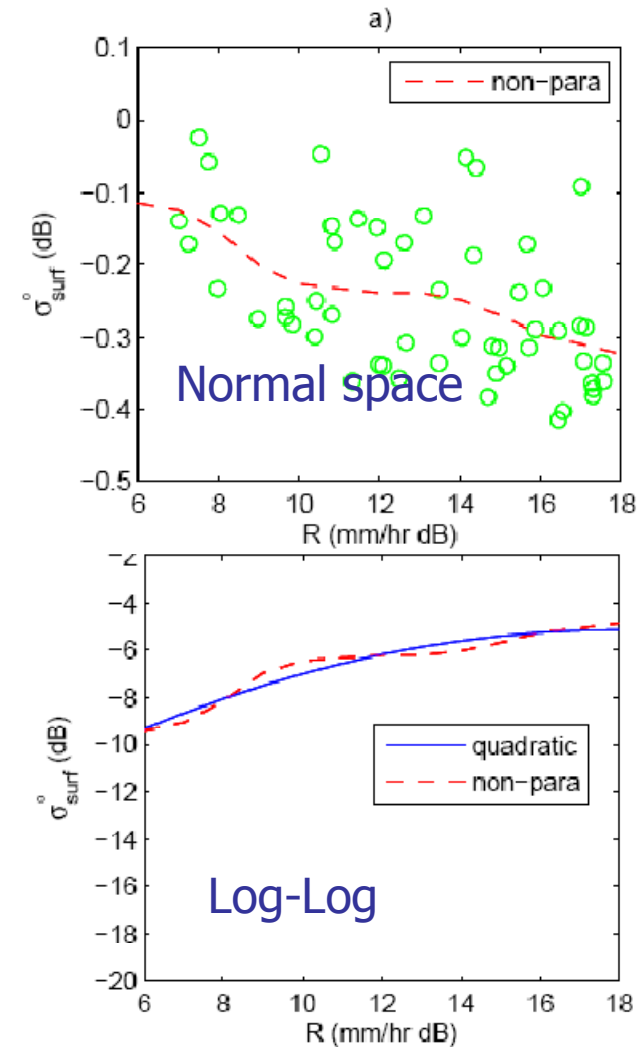 a)
0.1
0
−0.1
−0.2
−0.3
−0.4
−0.5
σ°surf (dB)
non−para
Normal space
6 8 10 12 14 16 18
R (mm/hr dB)
−2
−4
−6
−8
−10
−12
−14
−16
−18
−20
σ°surf (dB)
quadratic
non−para
Log-Log
6 8 10 12 14 16 18
R (mm/hr dB)